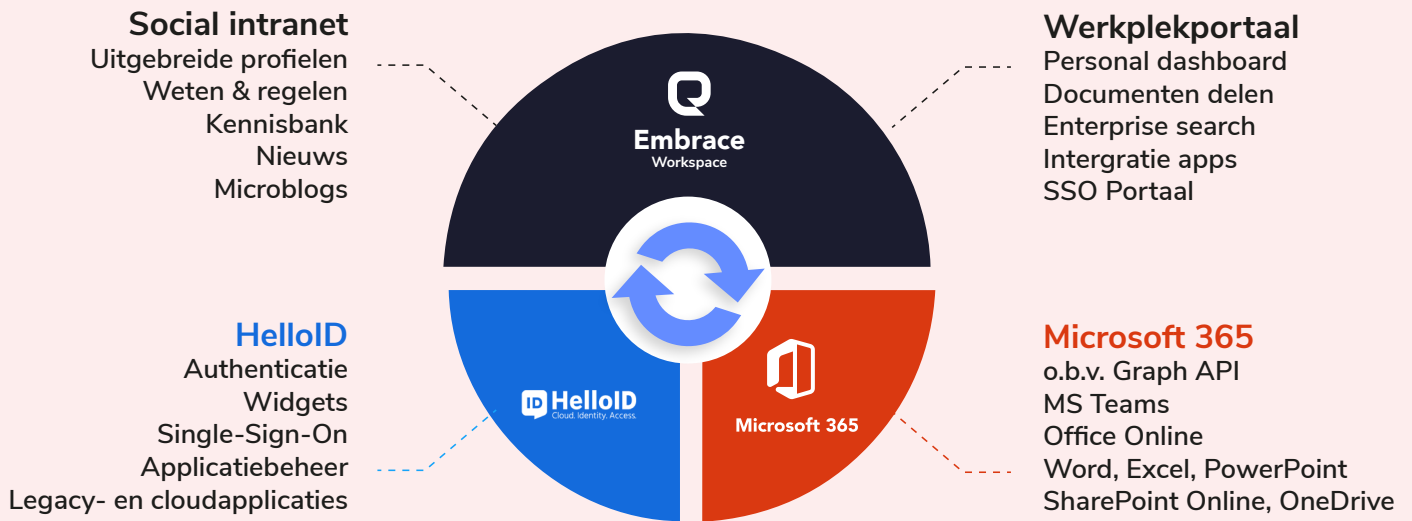 Social intranet
Uitgebreide profielen
Weten & regelen
Kennisbank
Nieuws
Microblogs
Embrace
Workspace
Werkplekportaal
Personal dashboard
Documenten delen
Enterprise search
Intergratie apps
SSO Portaal
HelloID
Authenticatie
Widgets
Single-Sign-On
Applicatiebeheer
Legacy- en cloudapplicaties
ID HelloID
Cloud. Identity. Access.
Microsoft 365
Microsoft 365
o.b.v. Graph API
MS Teams
Office Online
Word, Excel, PowerPoint
SharePoint Online, OneDrive